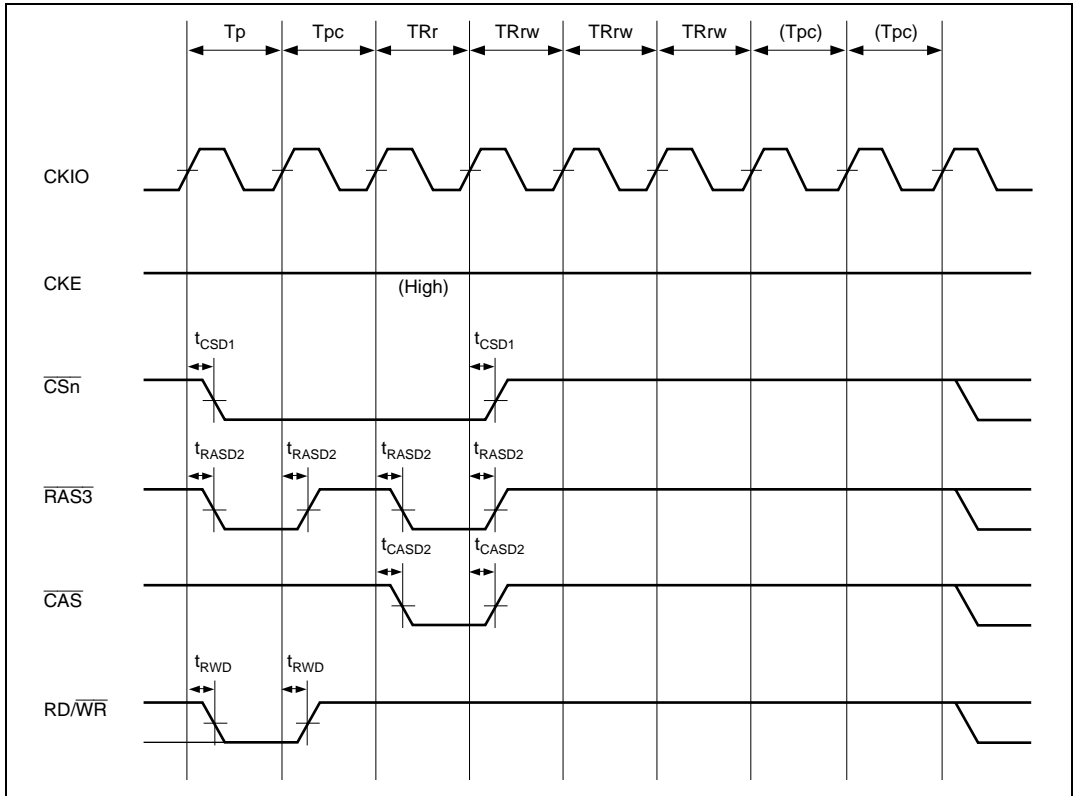 Tp Tpc TRr TRrw TRrw TRrw (Tpc) (Tpc)
CKIO
CKE
(High)
tCSD1 tCSD1
CSn
tRASD2 tRASD2 tRASD2 tRASD2
RAS3
tCASD2 tCASD2
CAS
tRWD tRWD
RD/WR